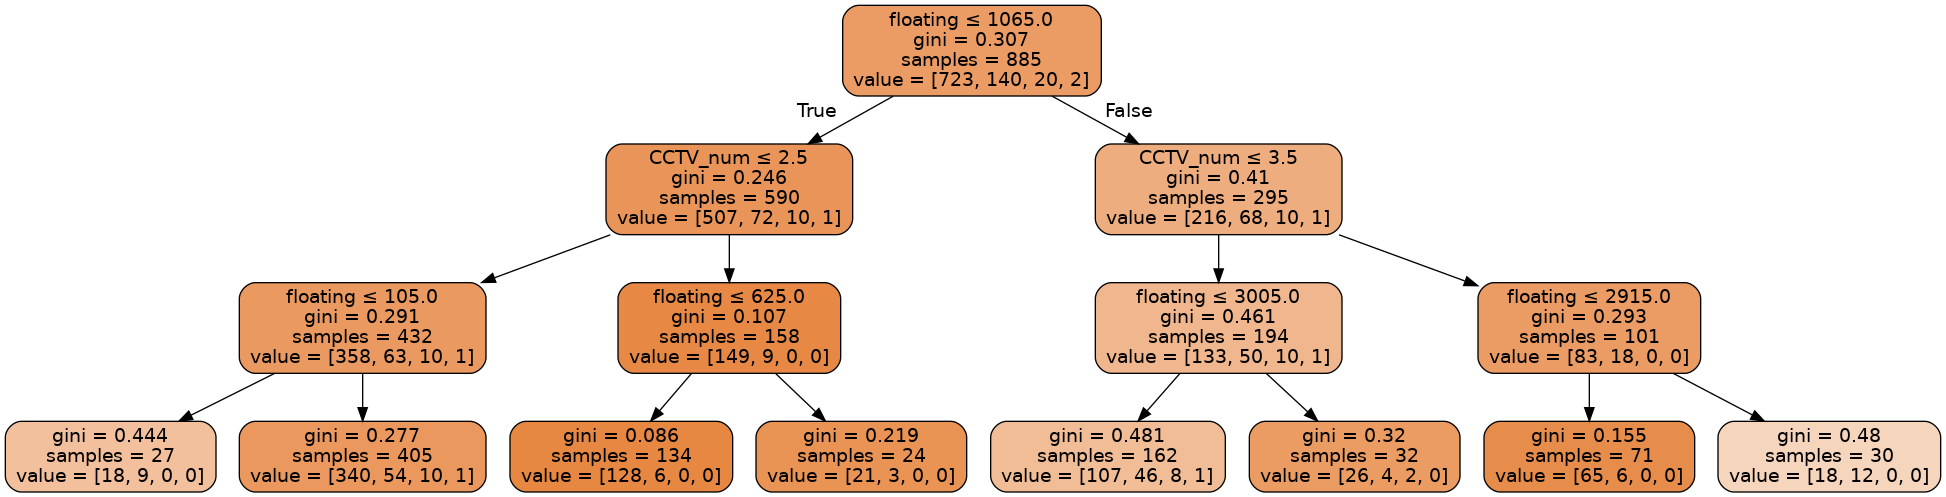 floating ≤ 1065.0
gini = 0.307
samples = 885
value = [723, 140, 20, 2]
True
False
CCTV_num ≤ 2.5
gini = 0.246
samples = 590
value = [507, 72, 10, 1]
CCTV_num ≤ 3.5
gini = 0.41
samples = 295
value = [216, 68, 10, 1]
floating ≤ 105.0
gini = 0.291
samples = 432
value = [358, 63, 10, 1]
floating ≤ 625.0
gini = 0.107
samples = 158
value = [149, 9, 0, 0]
floating ≤ 3005.0
gini = 0.461
samples = 194
value = [133, 50, 10, 1]
floating ≤ 2915.0
gini = 0.293
samples = 101
value = [83, 18, 0, 0]
gini = 0.444
samples = 27
value = [18, 9, 0, 0]
gini = 0.277
samples = 405
value = [340, 54, 10, 1]
gini = 0.086
samples = 134
value = [128, 6, 0, 0]
gini = 0.219
samples = 24
value = [21, 3, 0, 0]
gini = 0.481
samples = 162
value = [107, 46, 8, 1]
gini = 0.32
samples = 32
value = [26, 4, 2, 0]
gini = 0.155
samples = 71
value = [65, 6, 0, 0]
gini = 0.48
samples = 30
value = [18, 12, 0, 0]